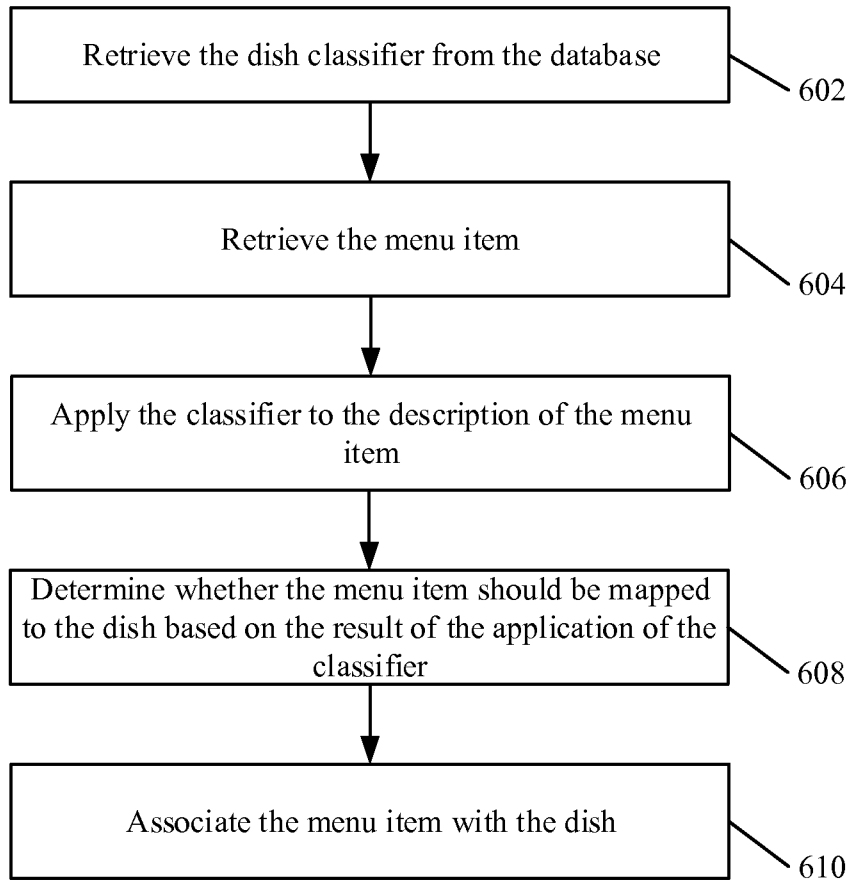 Retrieve the dish classifier from the database
602
Retrieve the menu item
604
Apply the classifier to the description of the menu
item
606
Determine whether the menu item should be mapped
to the dish based on the result of the application of the
classifier
608
Associate the menu item with the dish
610